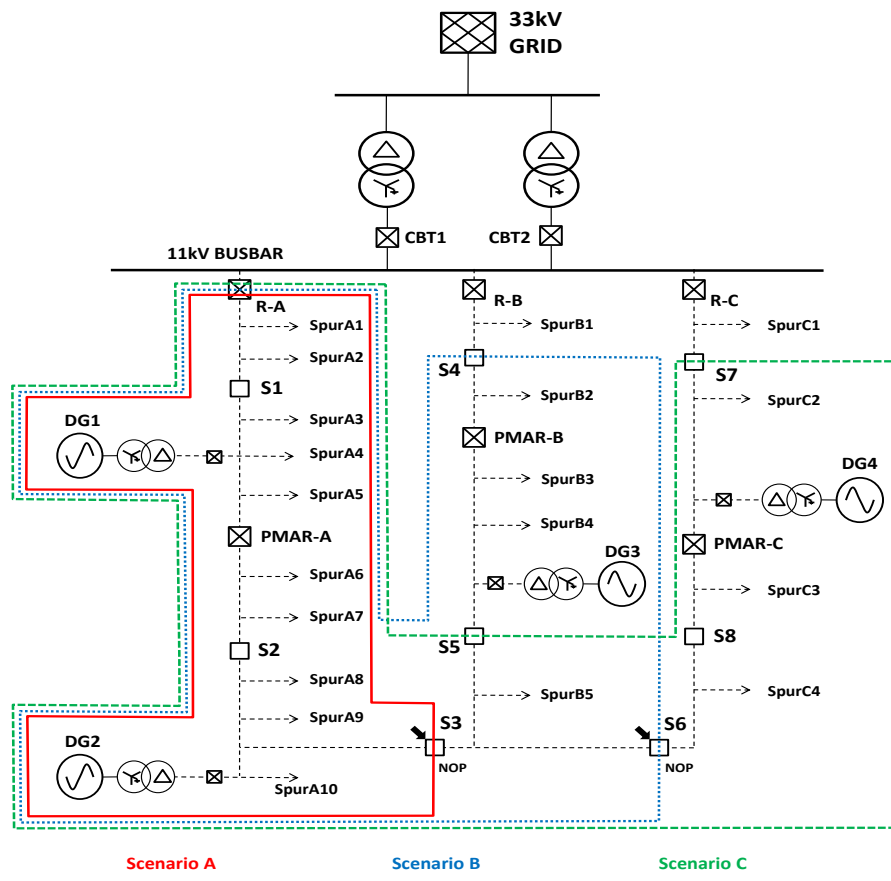 33kV
GRID
CBT1
CBT2
11kV BUSBAR
R-A
R-B
R-C
SpurA1
SpurB1
SpurC1
SpurA2
S4
S7
S1
SpurB2
SpurC2
DG1
SpurA3
PMAR-B
SpurA4
DG4
SpurB3
SpurA5
SpurB4
PMAR-A
PMAR-C
DG3
SpurA6
SpurC3
SpurA7
S2
S5
S8
SpurA8
SpurB5
SpurC4
SpurA9
S3
S6
DG2
NOP
NOP
SpurA10
Scenario A
Scenario B
Scenario C